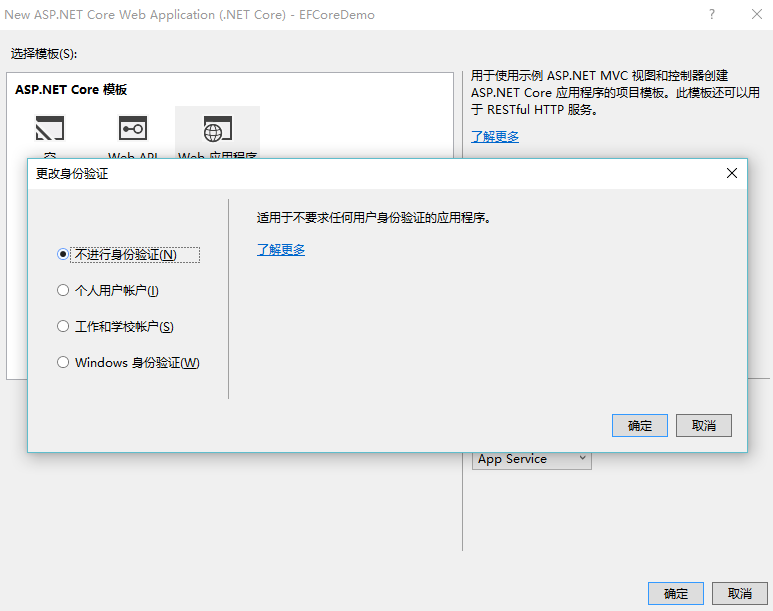 New ASP.NET Core Web Application (.NET Core) - EFCoreDemo
?
选择模板(S):
ASP.NET Core 模板
空
Web API
Web 应用程序
用于使用示例 ASP.NET MVC 视图和控制器创建
ASP.NET Core 应用程序的项目模板。此模板还可以用
于 RESTful HTTP 服务。
了解更多
更改身份验证
不进行身份验证(N)
个人用户帐户(I)
工作和学校帐户(S)
Windows 身份验证(W)
适用于不要求任何用户身份验证的应用程序。
了解更多
确定
取消
App Service
确定
取消